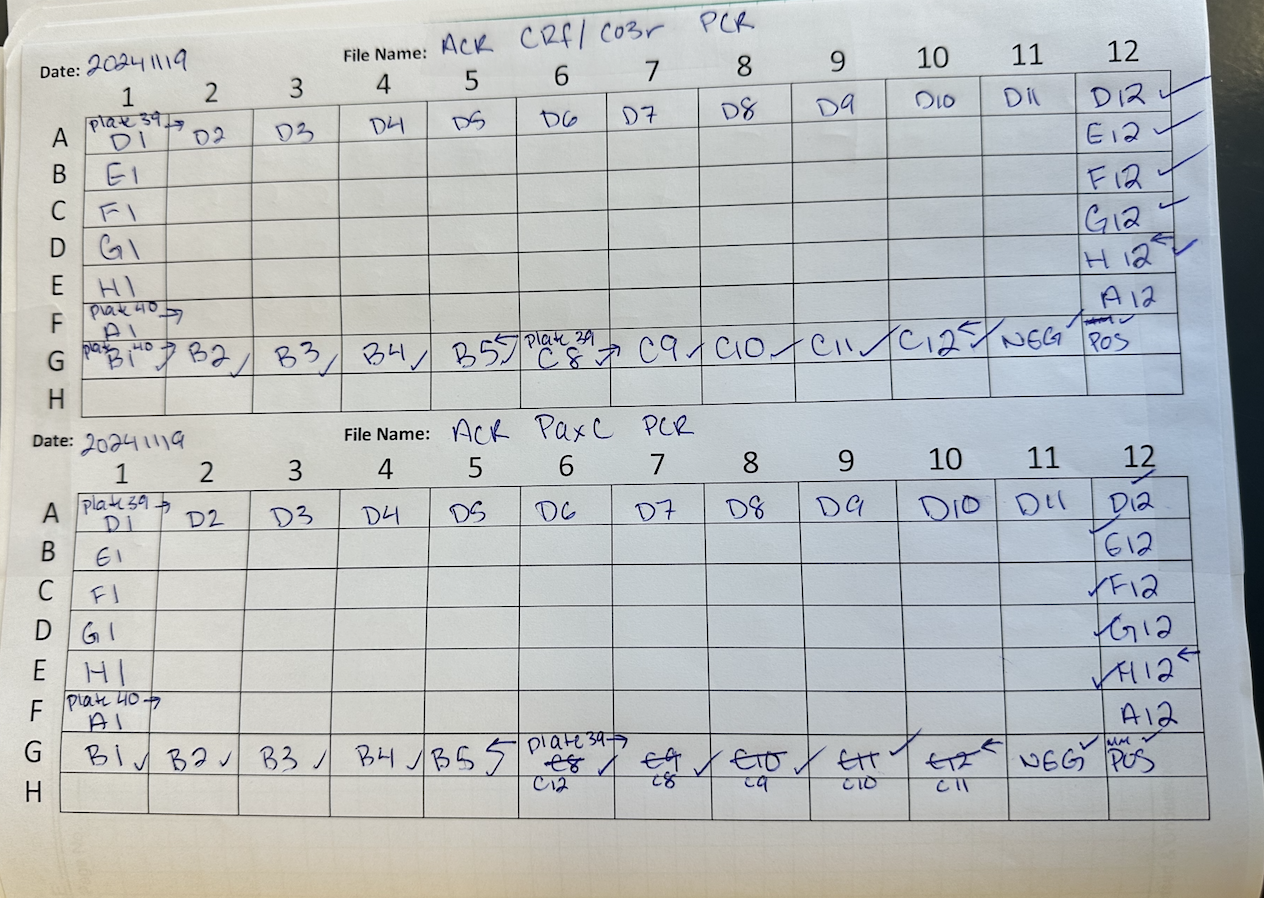 Date: 20241119 File Name: ACR CRf/CO3r PCR
1 2 3 4 5 6 7 8 9 10 11 12
A plate 39 → D1 D2 D3 D4 D5 D6 D7 D8 D9 D10 D11 D12 ✓
B E1 E12 ✓
C F1 F12 ✓
D G1 G12 ✓
E H1 H12 ← ✓
F plate 40 → A1 A12
G plate 40 → B1 ✓ B2 ✓ B3 ✓ B4 ✓ B5 ← ✓ plate 39 → C8 ✓ C9 ✓ C10 ✓ C11 ✓ C12 ← ✓ NEG ✓ POS ✓
H
Date: 20241119 File Name: ACR PaxC PCR
1 2 3 4 5 6 7 8 9 10 11 12
A plate 39 → D1 D2 D3 D4 D5 D6 D7 D8 D9 D10 D11 D12 ✓
B E1 E12 ✓
C F1 ✓ F12
D G1 ✓ G12
E H1 ✓ H12 ←
F plate 40 → A1 A12
G B1 ✓ B2 ✓ B3 ✓ B4 ✓ B5 ← ✓ plate 39 → C8 ✓ C9 ✓ C10 ✓ C11 ✓ C12 ← NEG ✓ POS ✓
H C12 C8 C9 C10 C11